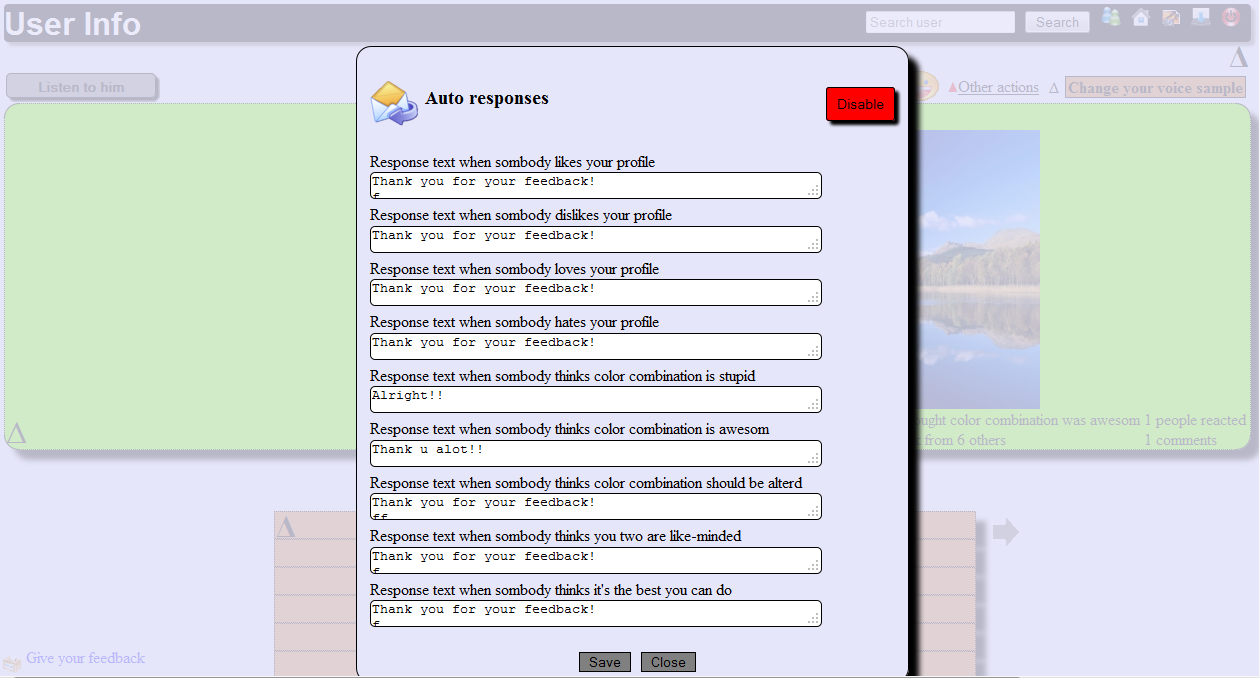 User Info
Search user
Search
Listen to him
Other actions
Change your voice sample
Auto responses
Disable
Response text when sombody likes your profile
Thank you for your feedback!
Response text when sombody dislikes your profile
Thank you for your feedback!
Response text when sombody loves your profile
Thank you for your feedback!
Response text when sombody hates your profile
Thank you for your feedback!
Response text when sombody thinks color combination is stupid
Alright!!
Response text when sombody thinks color combination is awesom
Thank u alot!!
Response text when sombody thinks color combination should be alterd
Thank you for your feedback!
Response text when sombody thinks you two are like-minded
Thank you for your feedback!
Response text when sombody thinks it's the best you can do
Thank you for your feedback!
Save Close
color combination was awesom 1 people reacted
from 6 others 1 comments
Give your feedback